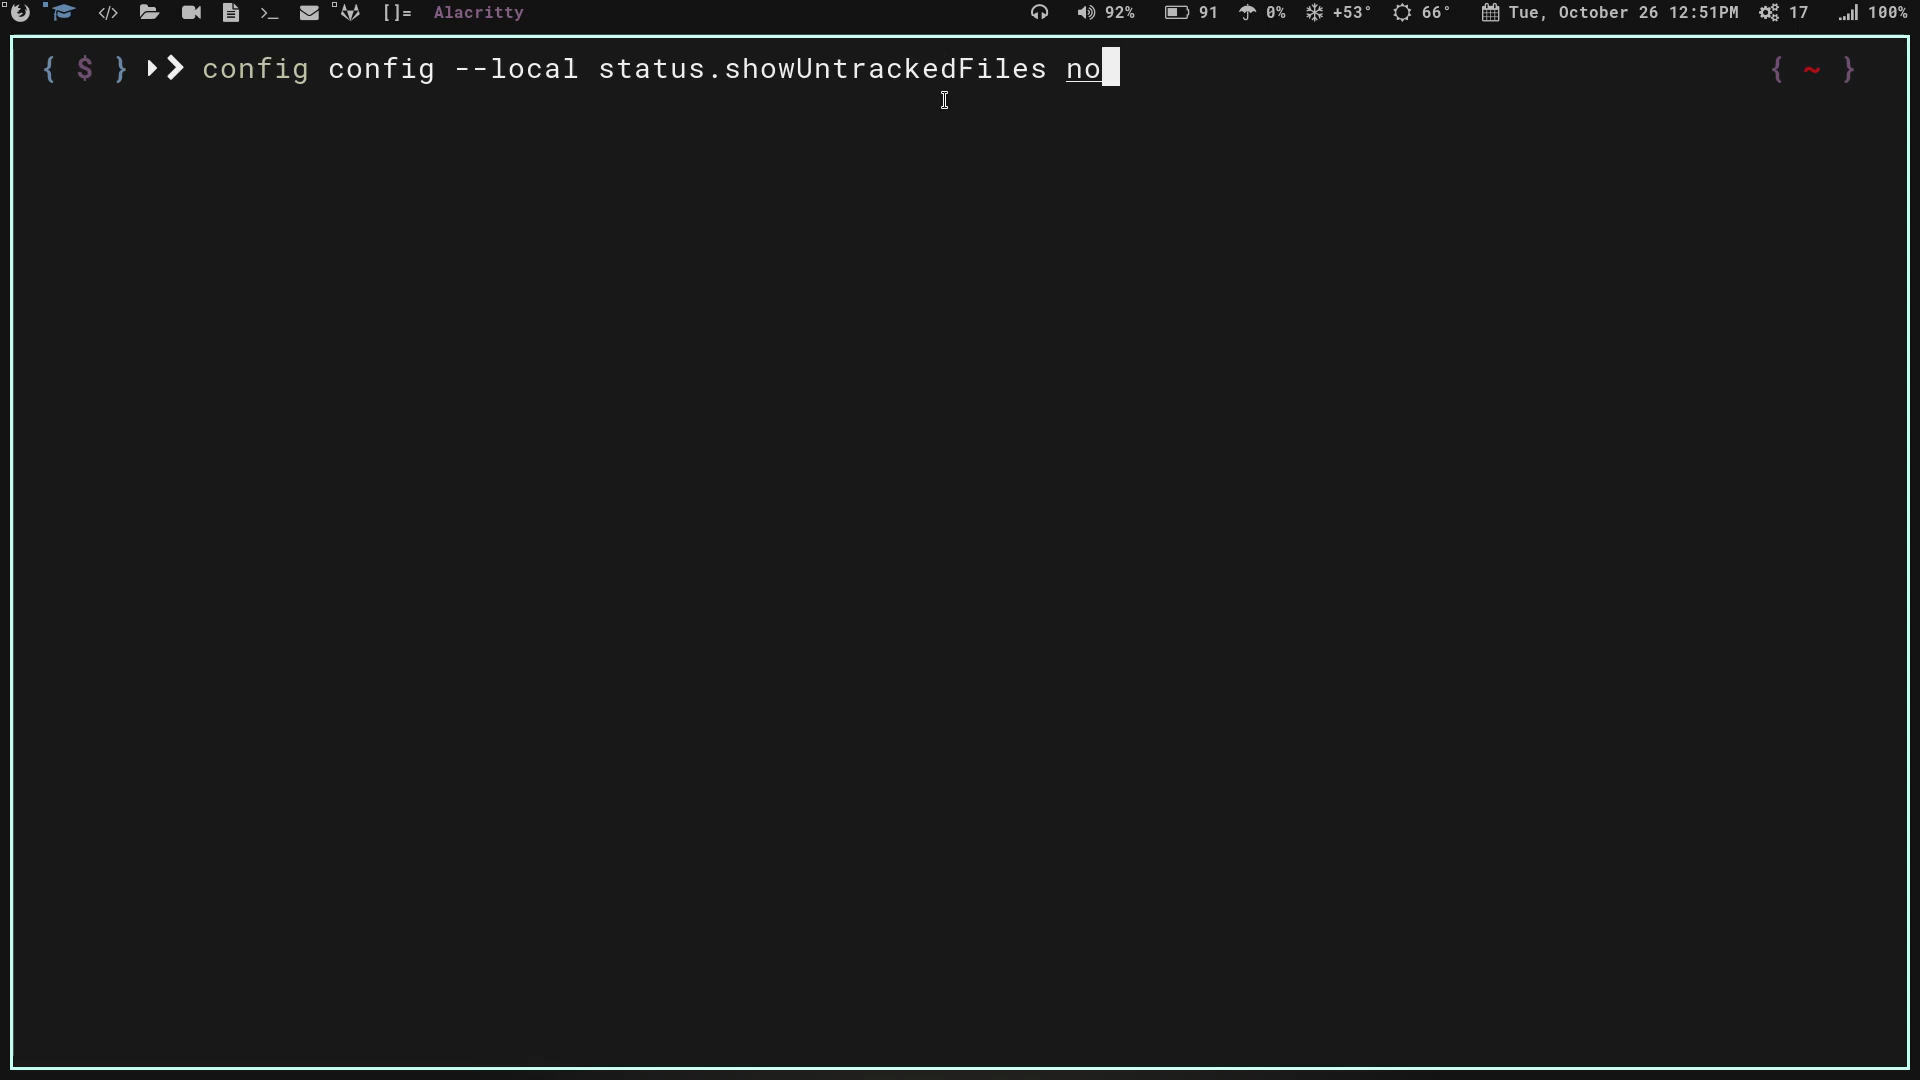 []= Alacritty 92% 91 0% +53° 66° Tue, October 26 12:51PM 17 100%
{ $ } config config --local status.showUntrackedFiles no { ~ }